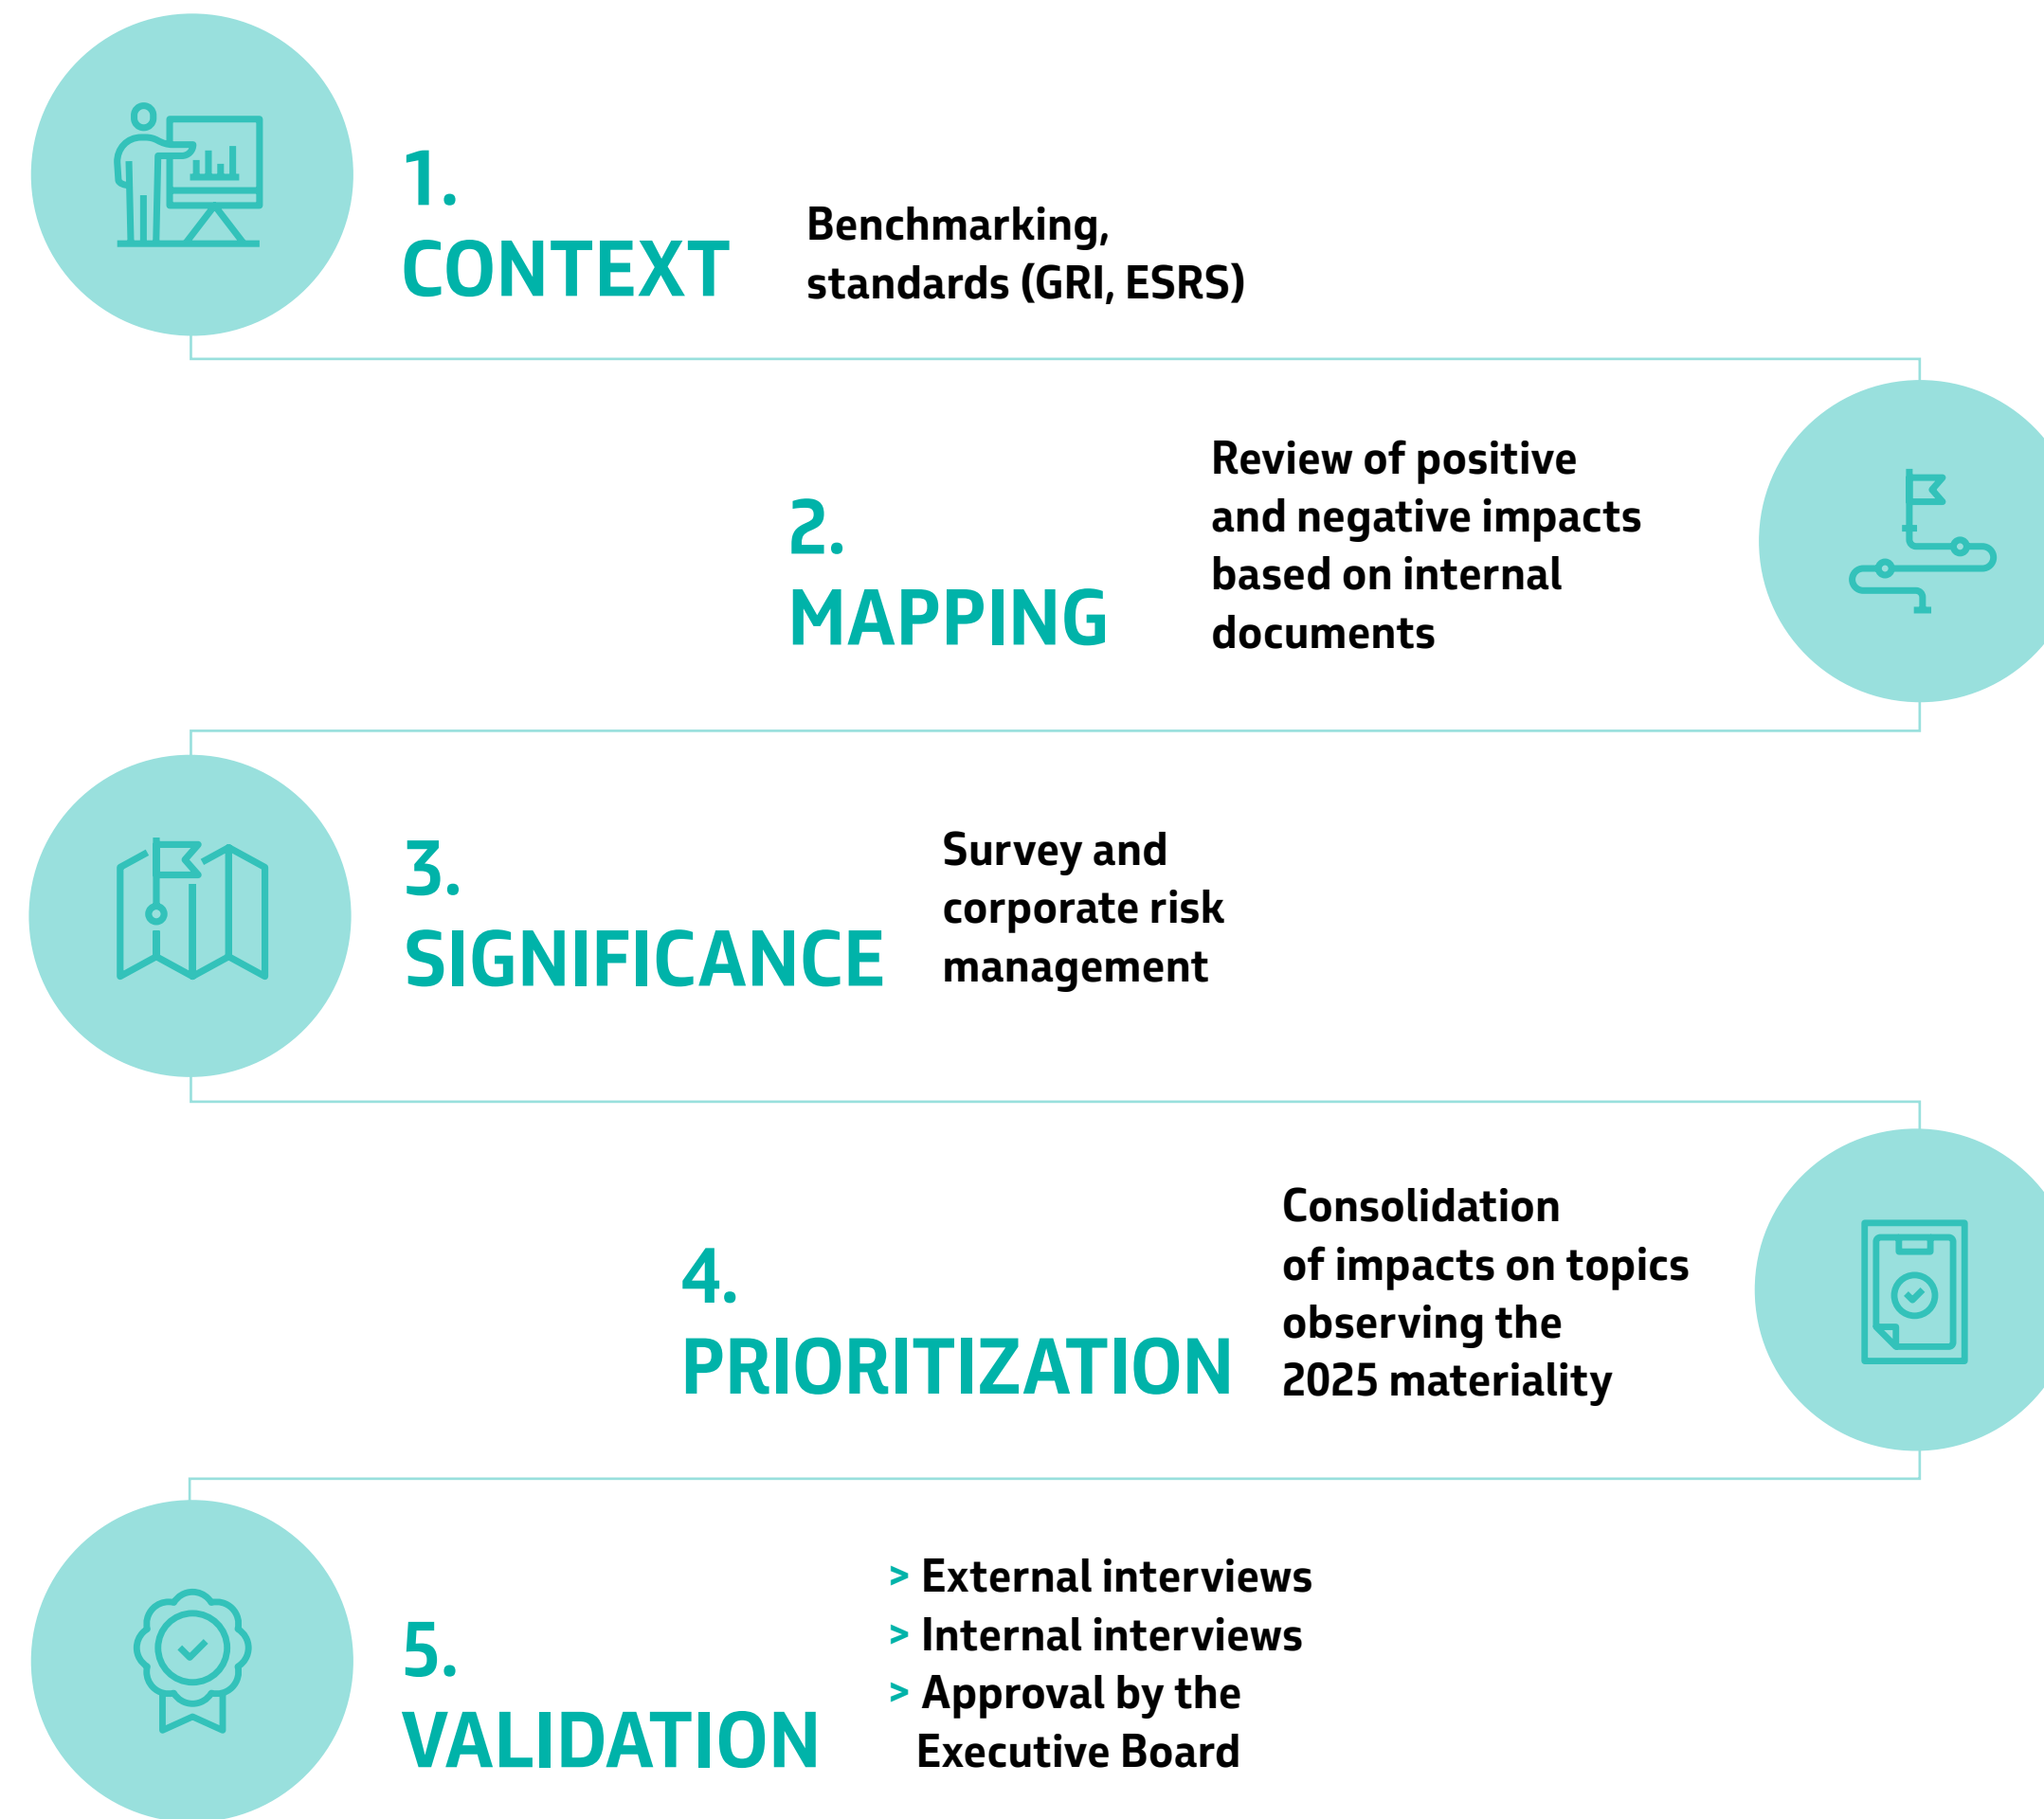 1.
CONTEXT
Benchmarking,
standards (GRI, ESRS)
2.
MAPPING
Review of positive
and negative impacts
based on internal
documents
3.
SIGNIFICANCE
Survey and
corporate risk
management
4.
PRIORITIZATION
Consolidation
of impacts on topics
observing the
2025 materiality
5.
VALIDATION
> External interviews
> Internal interviews
> Approval by the
Executive Board